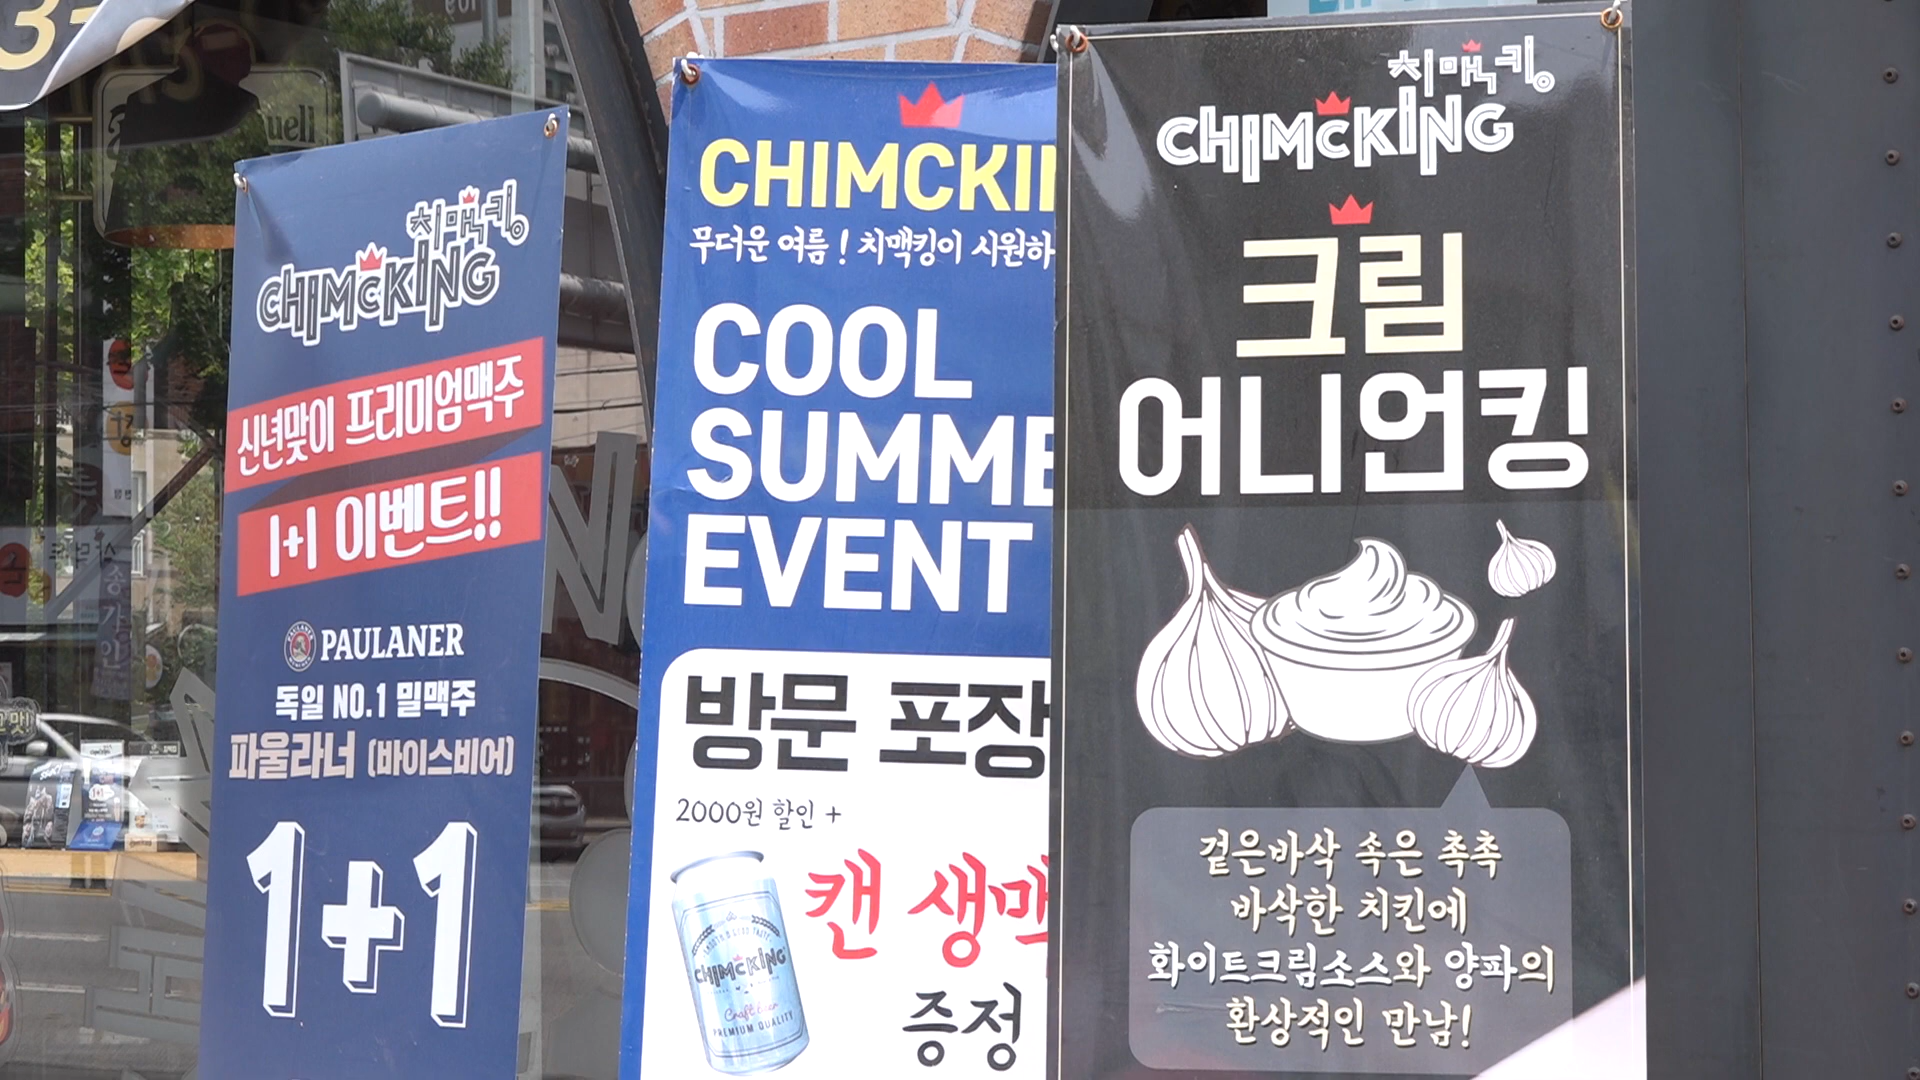 치맥킹
CHIMCKING
신년맞이 프리미엄맥주
1+1 이벤트!!
PAULANER
독일 NO.1 밀맥주
파울라너 (바이스비어)
1+1
CHIMCKIN
무더운 여름! 치맥킹이 시원하
COOL
SUMME
EVENT
방문 포장
2000원 할인 +
캔 생맥
증정
CHIMCKING
Craft Beer
PREMIUM QUALITY
치맥킹
CHIMCKING
크림
어니언킹
겉은바삭 속은 촉촉
바삭한 치킨에
화이트크림소스와 양파의
환상적인 만남!